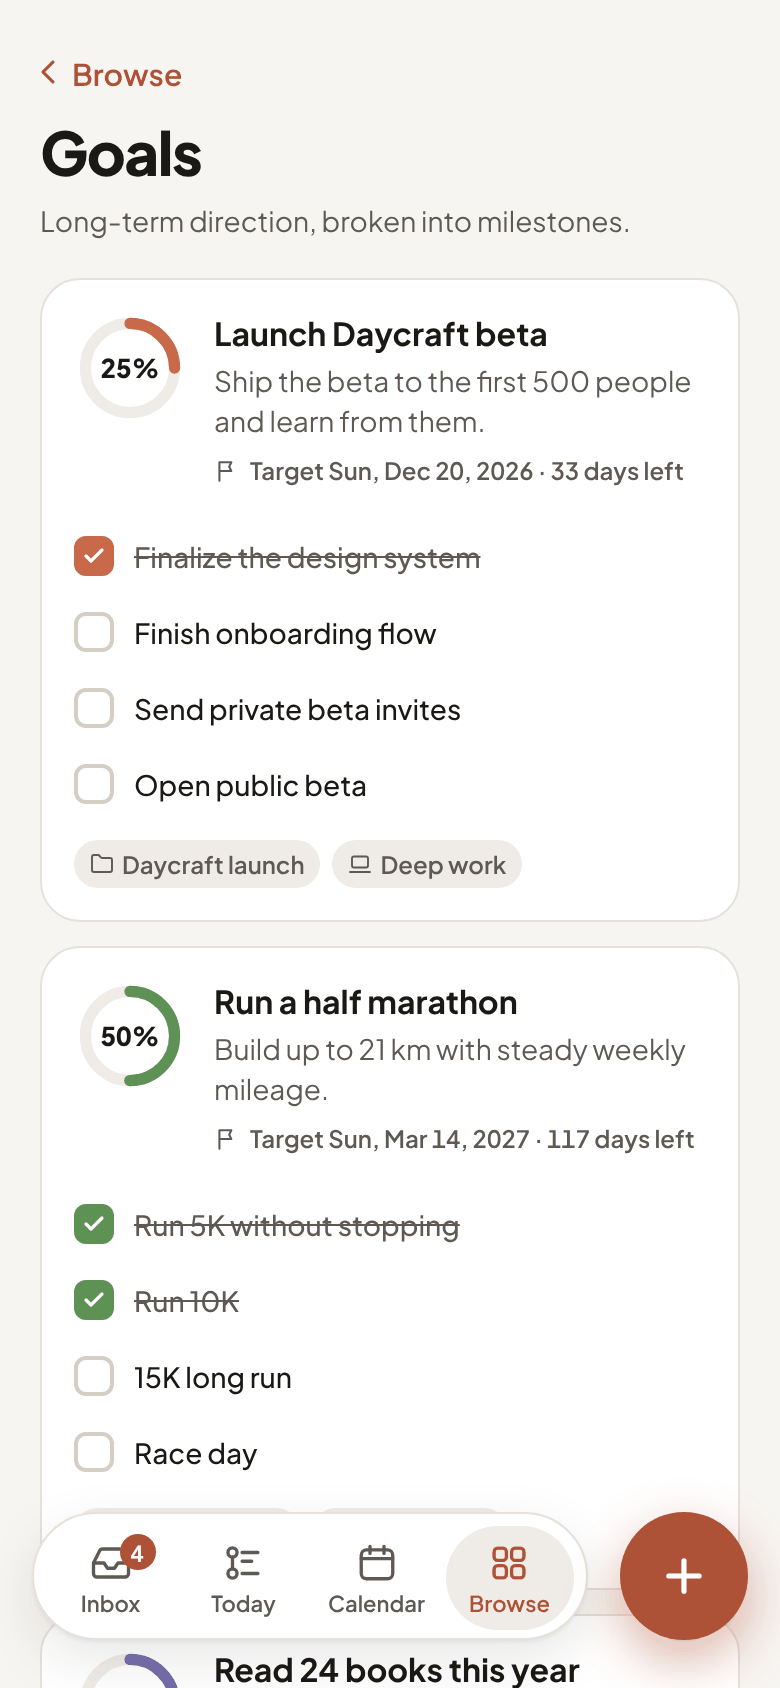 Browse
Goals
Long-term direction, broken into milestones.
25%
Launch Daycraft beta
Ship the beta to the first 500 people
and learn from them.
Target Sun, Dec 20, 2026 · 33 days left
Finalize the design system
Finish onboarding flow
Send private beta invites
Open public beta
Daycraft launch
Deep work
50%
Run a half marathon
Build up to 21 km with steady weekly
mileage.
Target Sun, Mar 14, 2027 · 117 days left
Run 5K without stopping
Run 10K
15K long run
Race day
4
Inbox
Today
Calendar
Browse
Read 24 books this year